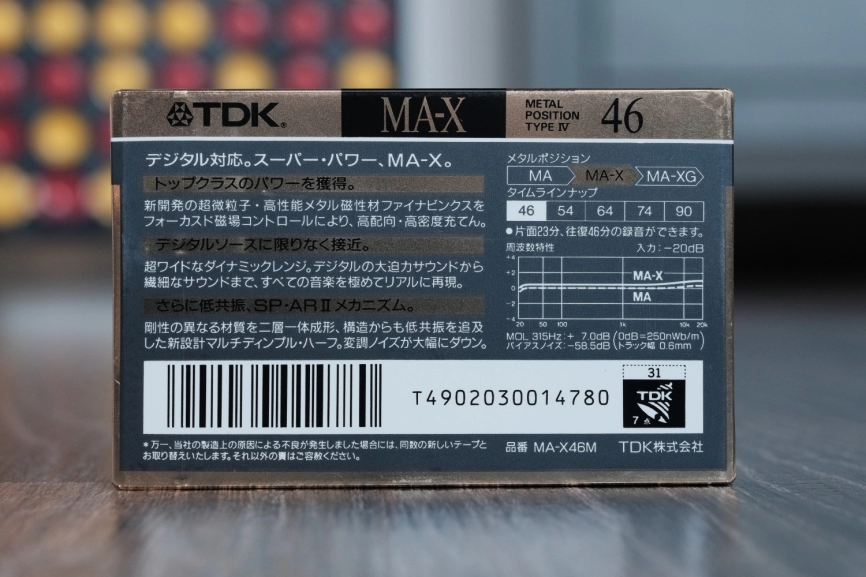 TDK®
MA-X
METAL
POSITION
TYPE IV
46
デジタル対応。スーパー・パワー、MA-X。
トップクラスのパワーを獲得。
新開発の超微粒子・高性能メタル磁性材ファイナビンクスを
フォーカスド磁場コントロールにより、高配向・高密度充てん。
デジタルソースに限りなく接近。
超ワイドなダイナミックレンジ。デジタルの大迫力サウンドから
繊細なサウンドまで、すべての音楽を極めてリアルに再現。
さらに低共振、SP・ARⅡメカニズム。
剛性の異なる材質を二層一体成形、構造からも低共振を追及
した新設計マルチディンプル・ハーフ。変調ノイズが大幅にダウン。
メタルポジション
MA MA-X MA-XG
タイムラインナップ
46 54 64 74 90
●片面23分、往復46分の録音ができます。
周波数特性 入力:-20dB
+4
+2
0
-2
-4
MA-X
MA
20 50 100 1k 10k 20k
MOL 315Hz:+7.0dB (0dB=250nWb/m)
バイアスノイズ:-58.5dB (トラック幅 0.6mm)
T4902030014780
31
TDK
7点
*万一、当社の製造上の原因による不良が発生しました場合には、同数の新しいテープと
お取り替えいたします。それ以外の責はご容赦ください。
品番 MA-X46M TDK株式会社